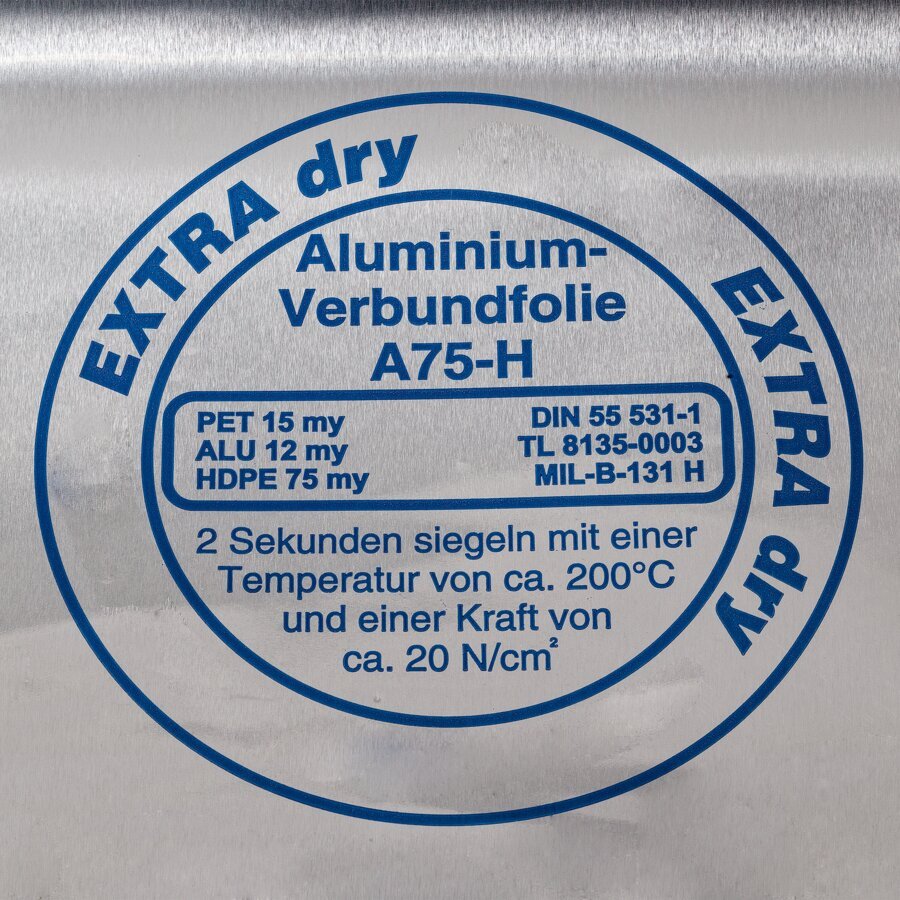 EXTRA dry
EXTRA dry
Aluminium-
Verbundfolie
A75-H
PET 15 my
ALU 12 my
HDPE 75 my
DIN 55 531-1
TL 8135-0003
MIL-B-131 H
2 Sekunden siegeln mit einer
Temperatur von ca. 200°C
und einer Kraft von
ca. 20 N/cm²